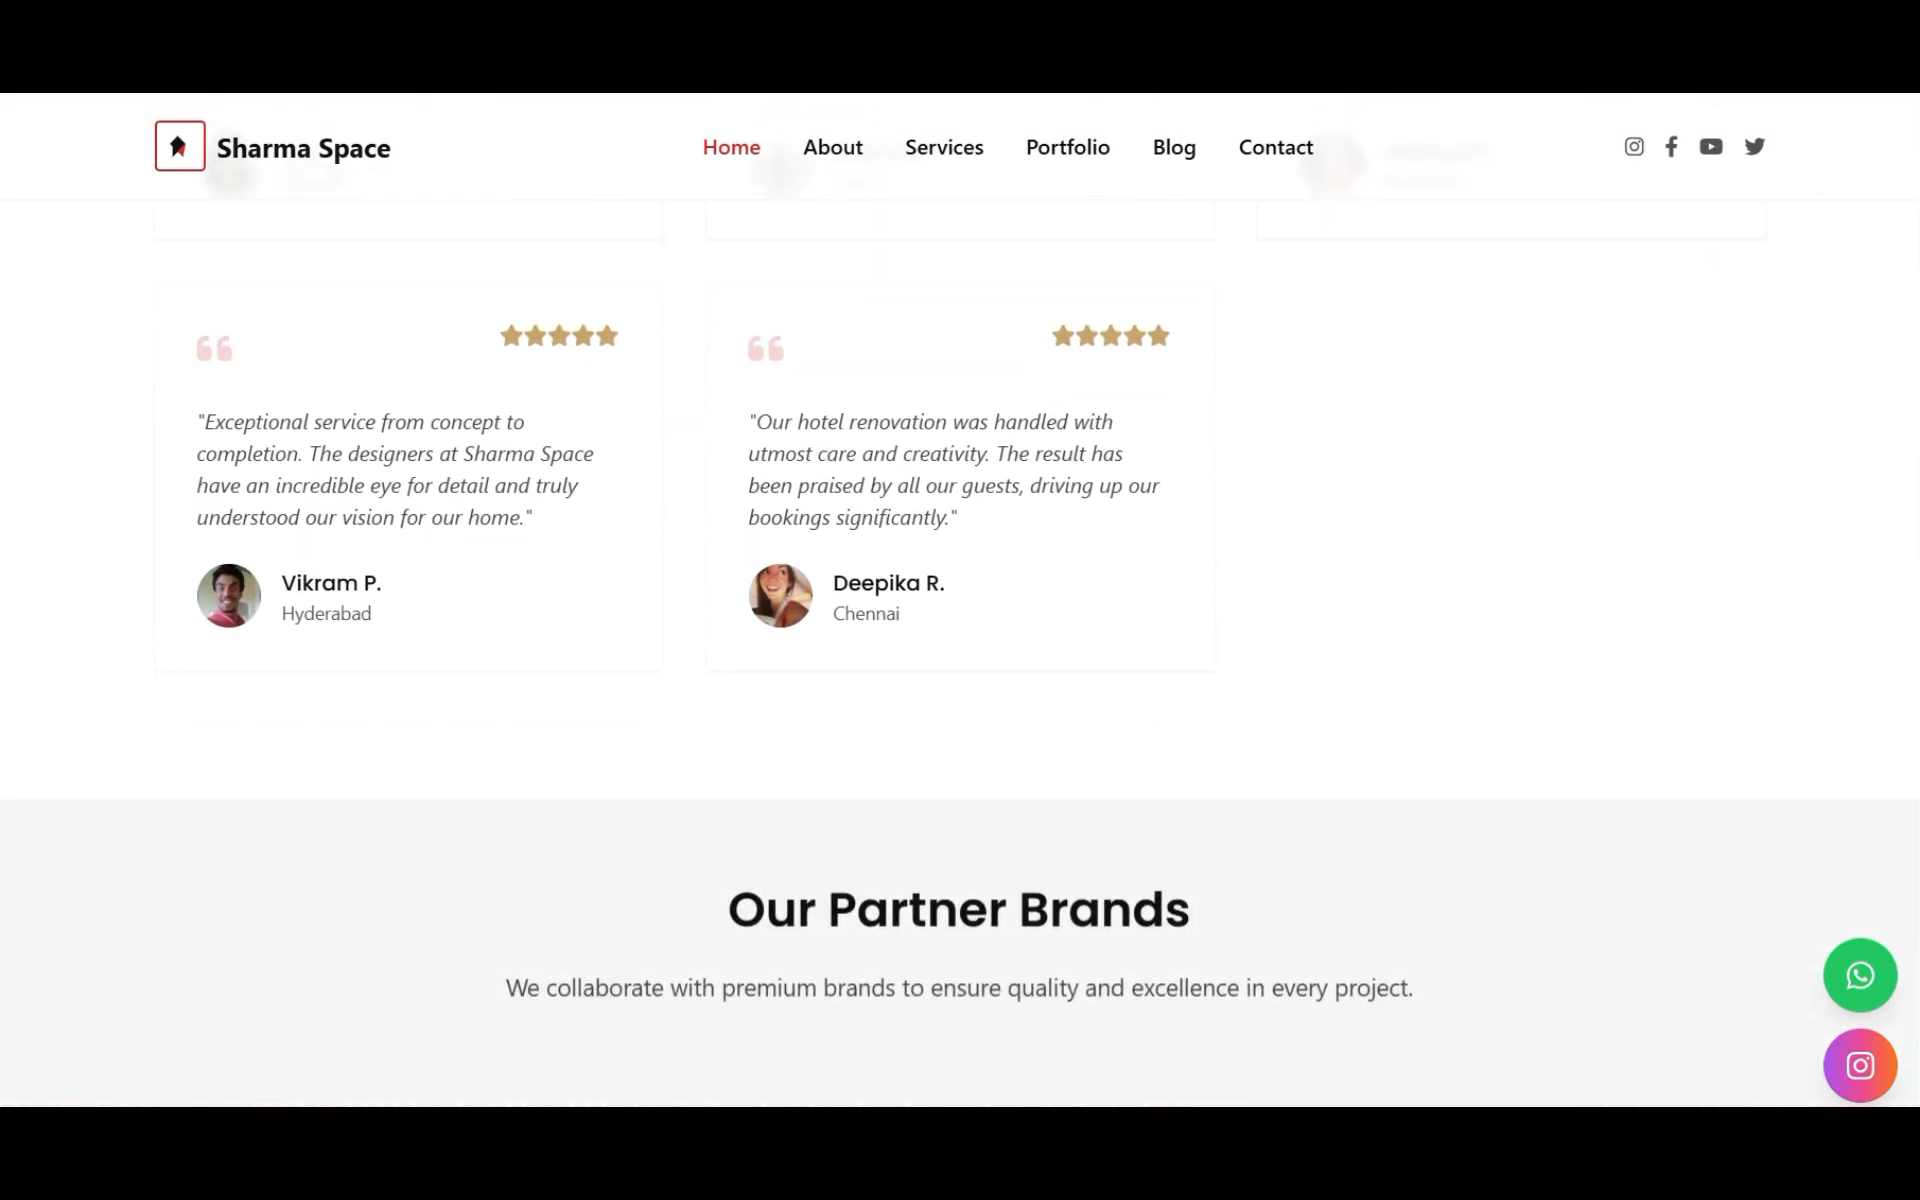 Sharma Space
Home
About
Services
Portfolio
Blog
Contact
"Exceptional service from concept to
completion. The designers at Sharma Space
have an incredible eye for detail and truly
understood our vision for our home."
Vikram P.
Hyderabad
"Our hotel renovation was handled with
utmost care and creativity. The result has
been praised by all our guests, driving up our
bookings significantly."
Deepika R.
Chennai
Our Partner Brands
We collaborate with premium brands to ensure quality and excellence in every project.